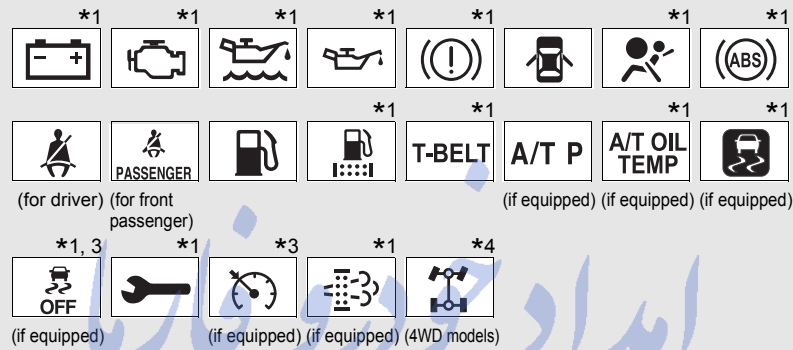 *1 *1 *1 *1 *1 *1 *1
ABS
*1 *1 *1 *1
PASSENGER T-BELT A/T P A/T OIL TEMP
(for driver) (for front passenger) (if equipped) (if equipped) (if equipped)
*1, 3 *1 *3 *1 *4
OFF
(if equipped) (if equipped) (if equipped) (4WD models)
امداد خودرو